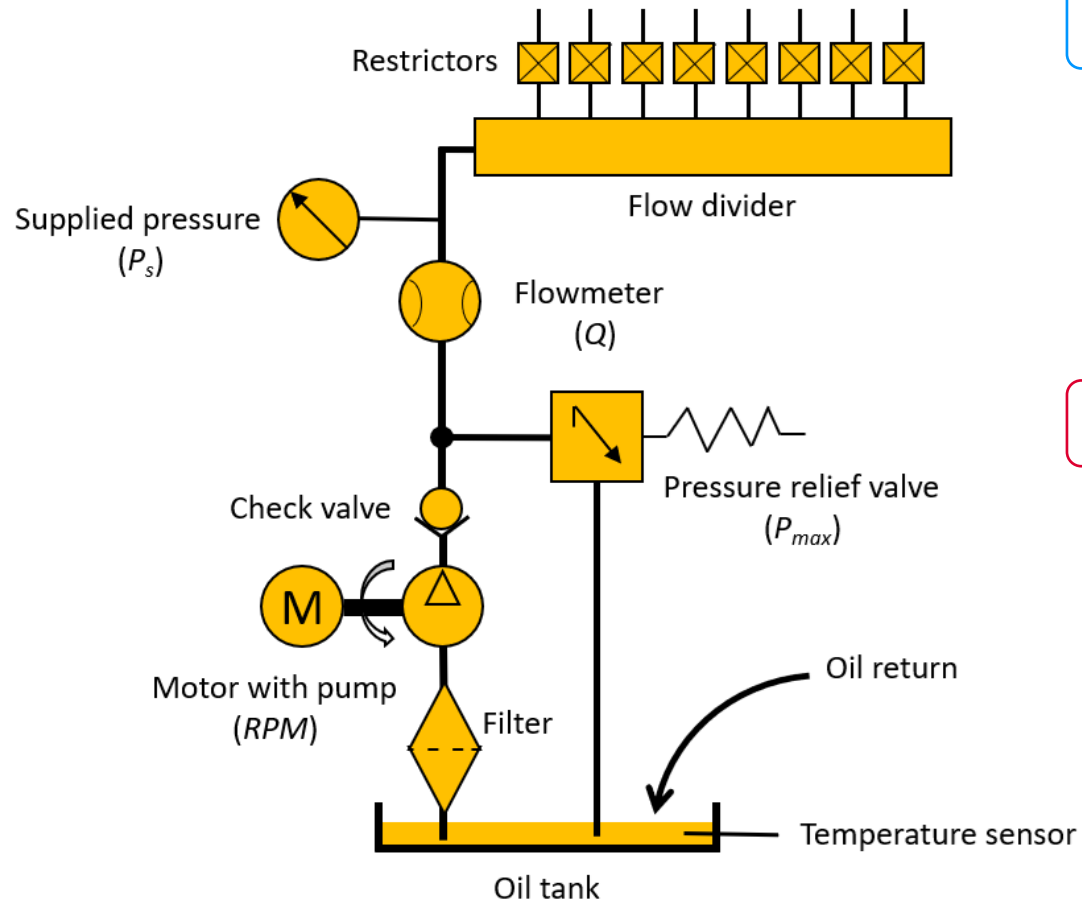 Restrictors
Flow divider
Supplied pressure
(Ps)
Flowmeter
(Q)
Pressure relief valve
(Pmax)
Check valve
M
Motor with pump
(RPM)
Filter
Oil return
Temperature sensor
Oil tank